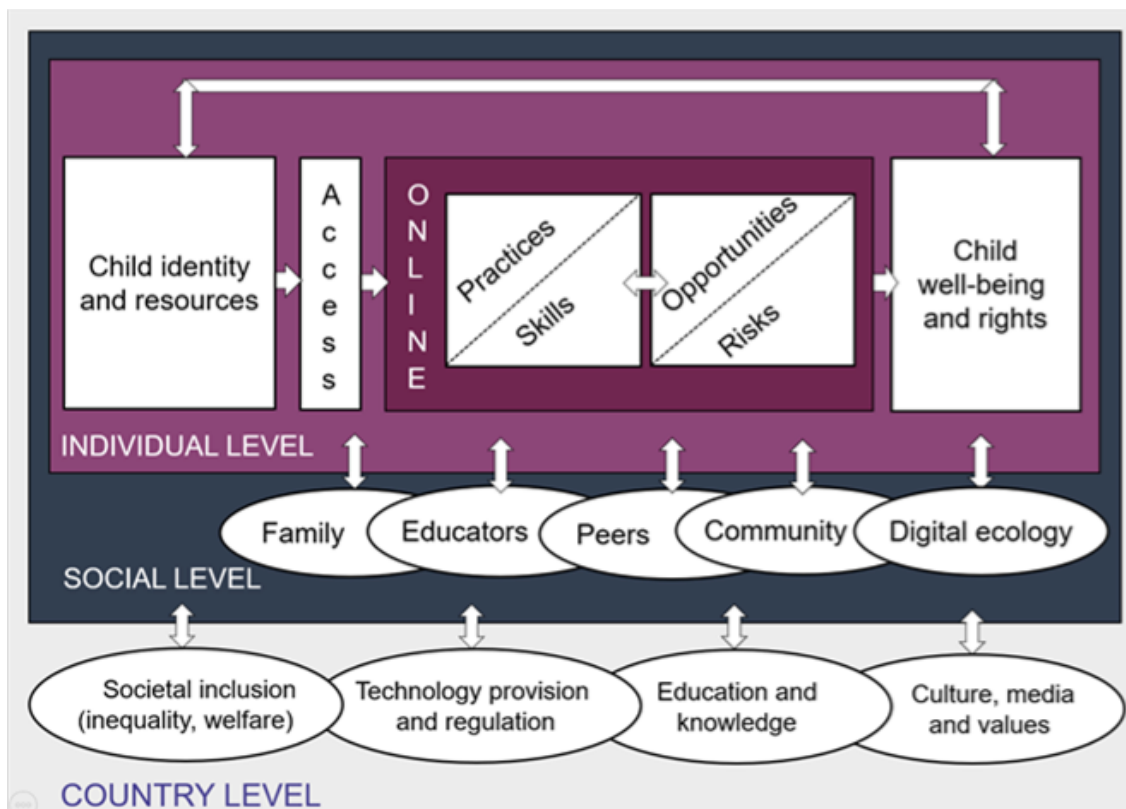 Child identity
and resources
Access
ONLINE
Practices
Skills
Opportunities
Risks
Child
well-being
and rights
INDIVIDUAL LEVEL
Family
Educators
Peers
Community
Digital ecology
SOCIAL LEVEL
Societal inclusion
(inequality, welfare)
Technology provision
and regulation
Education and
knowledge
Culture, media
and values
COUNTRY LEVEL